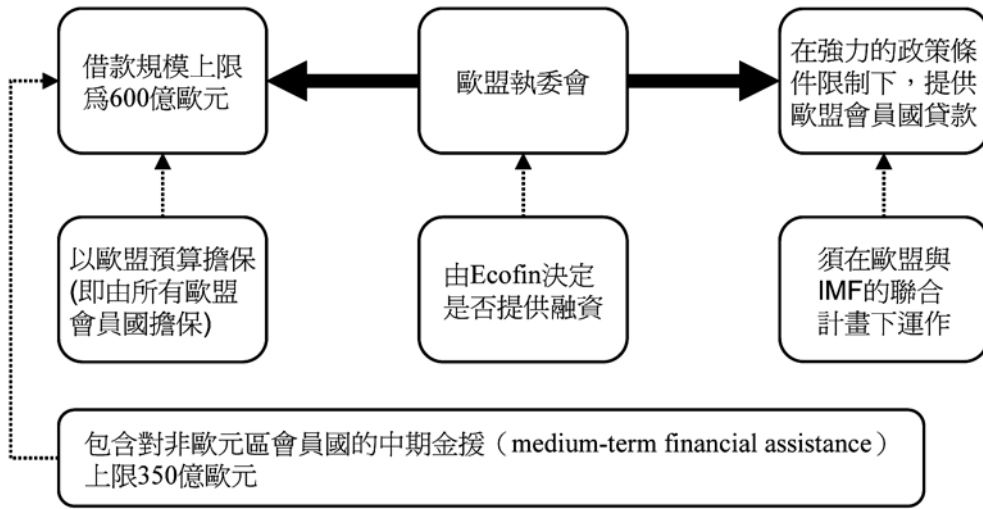 借款規模上限
為600億歐元
歐盟執委會
在強力的政策條
件限制下，提供
歐盟會員國貸款
以歐盟預算擔保
(即由所有歐盟
會員國擔保)
由Ecofin決定
是否提供融資
須在歐盟與
IMF的聯合
計畫下運作
包含對非歐元區會員國的中期金援（medium-term financial assistance）
上限350億歐元